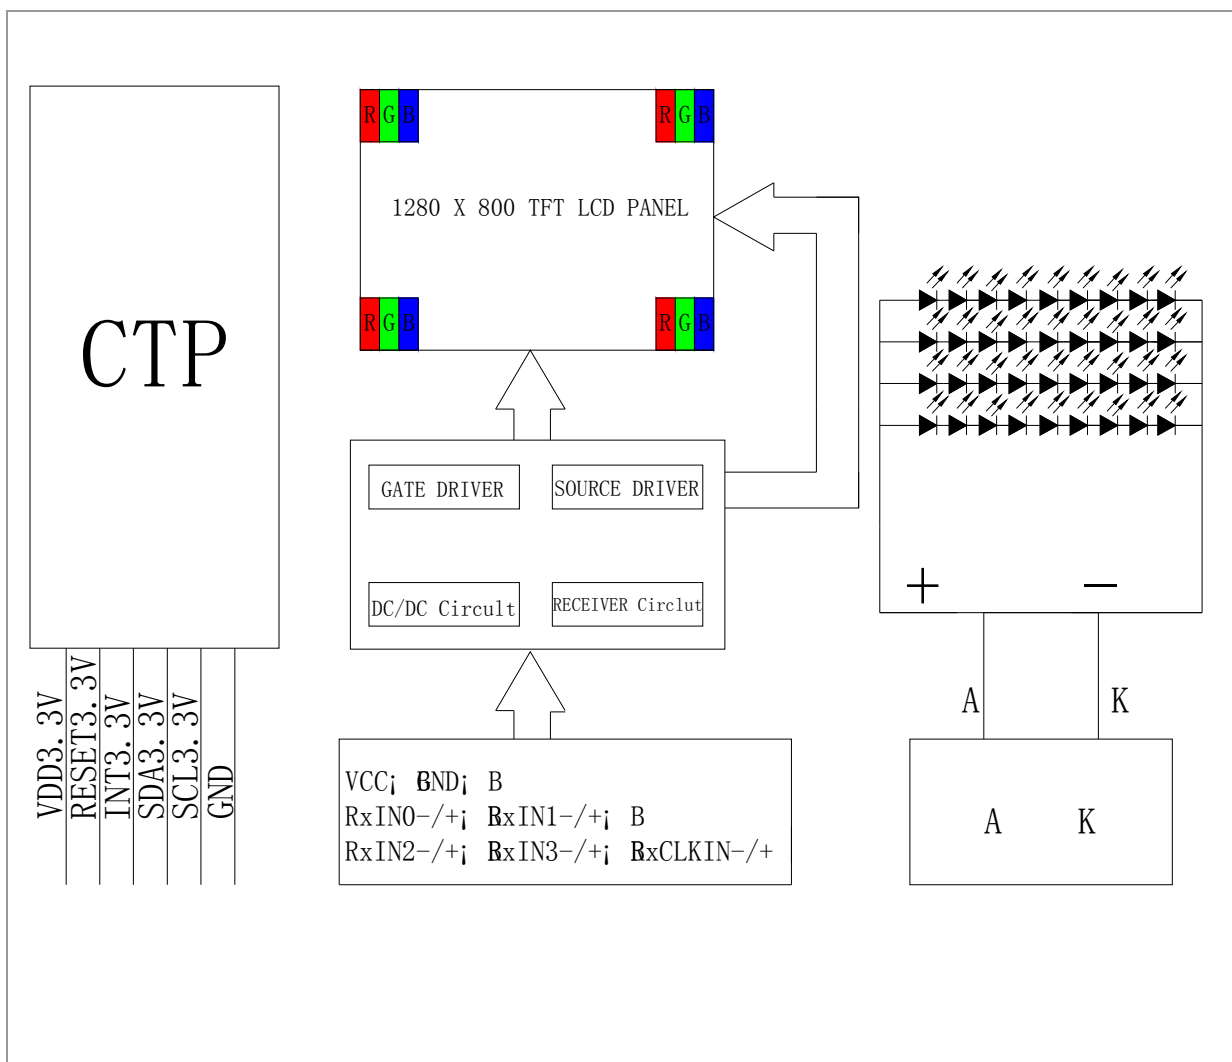 CTP
VDD3.3V
RESET3.3V
INT3.3V
SDA3.3V
SCL3.3V
GND
R G B
R G B
1280 X 800 TFT LCD PANEL
R G B
R G B
GATE DRIVER
SOURCE DRIVER
DC/DC Circult
RECEIVER Circlut
VCC¡ GND¡ B
RxIN0-/+¡ RxIN1-/+¡ B
RxIN2-/+¡ RxIN3-/+¡ RxCLKIN-/+
+ −
A K
A K